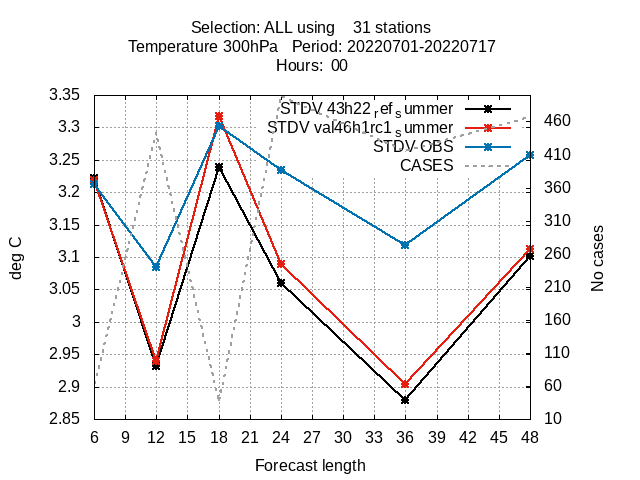 Selection: ALL using 31 stations
Temperature 300hPa Period: 20220701-20220717
Hours: 00
STDV 43h22_ref_summer
STDV val46h1rc1_summer
STDV OBS
CASES
deg C
3.35
3.3
3.25
3.2
3.15
3.1
3.05
3
2.95
2.9
2.85
No cases
460
410
360
310
260
210
160
110
60
10
6 9 12 15 18 21 24 27 30 33 36 39 42 45 48
Forecast length